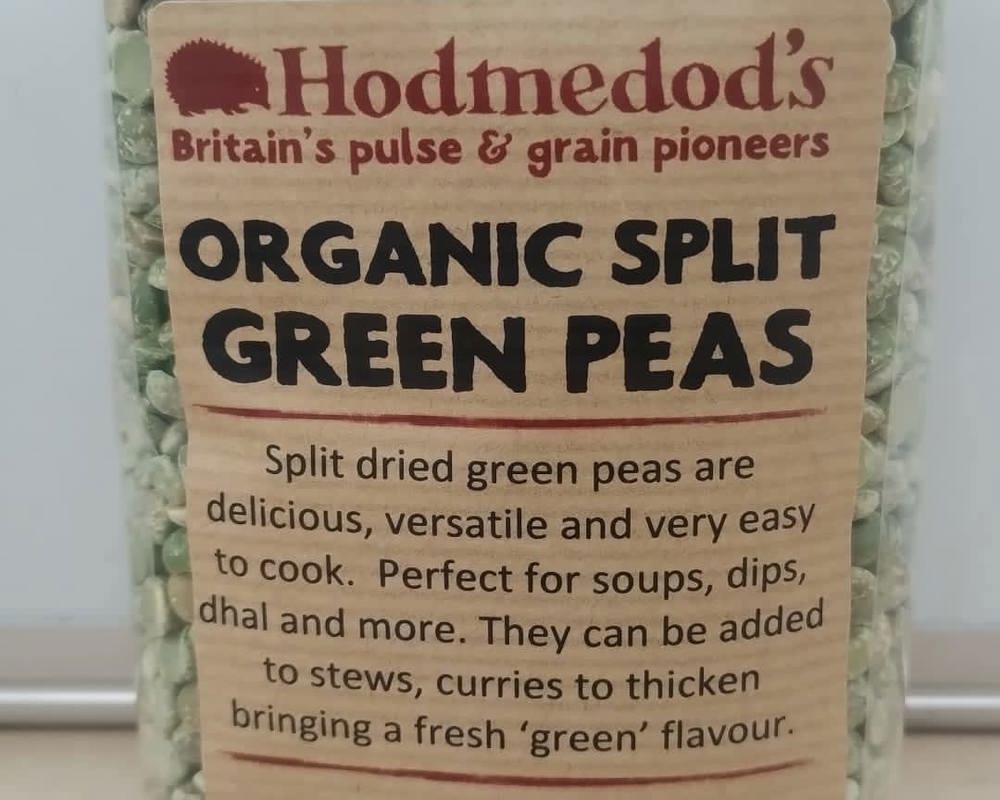 Hodmedod's
Britain's pulse & grain pioneers
ORGANIC SPLIT
GREEN PEAS
Split dried green peas are
delicious, versatile and very easy
to cook.  Perfect for soups, dips,
dhal and more. They can be added
to stews, curries to thicken
bringing a fresh ‘green’ flavour.